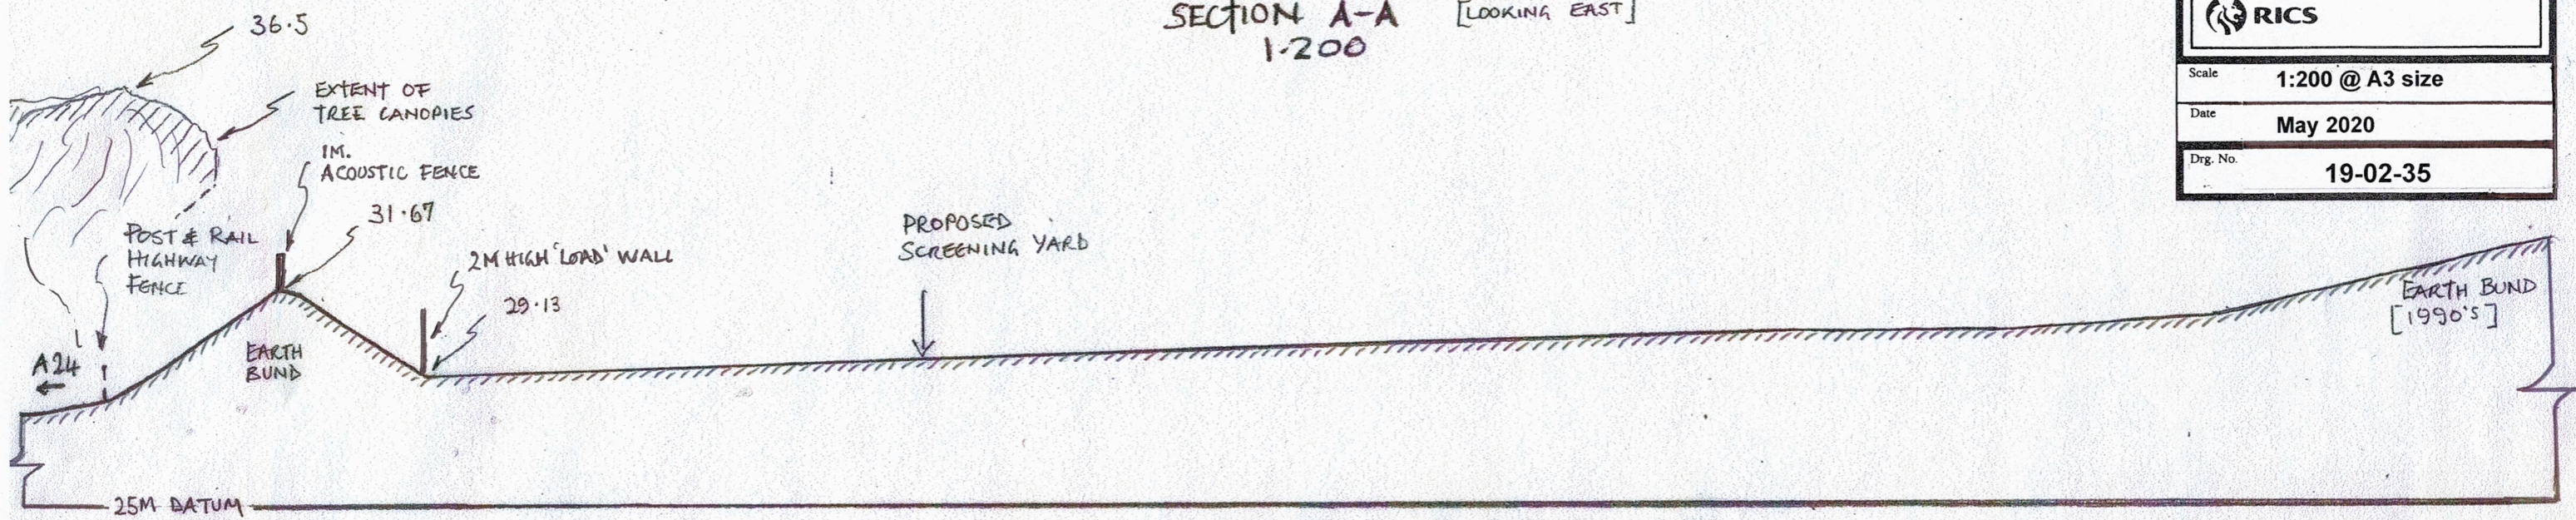 SECTION A-A [LOOKING EAST]
1·200
RICS
Scale 1:200 @ A3 size
Date May 2020
Drg. No. 19-02-35
36·5
EXTENT OF
TREE CANOPIES
1M.
ACOUSTIC FENCE
31·67
POST & RAIL
HIGHWAY
FENCE
2M HIGH 'LOAD' WALL
29·13
PROPOSED
SCREENING YARD
A24
EARTH
BUND
EARTH BUND
[1990'S]
25M DATUM